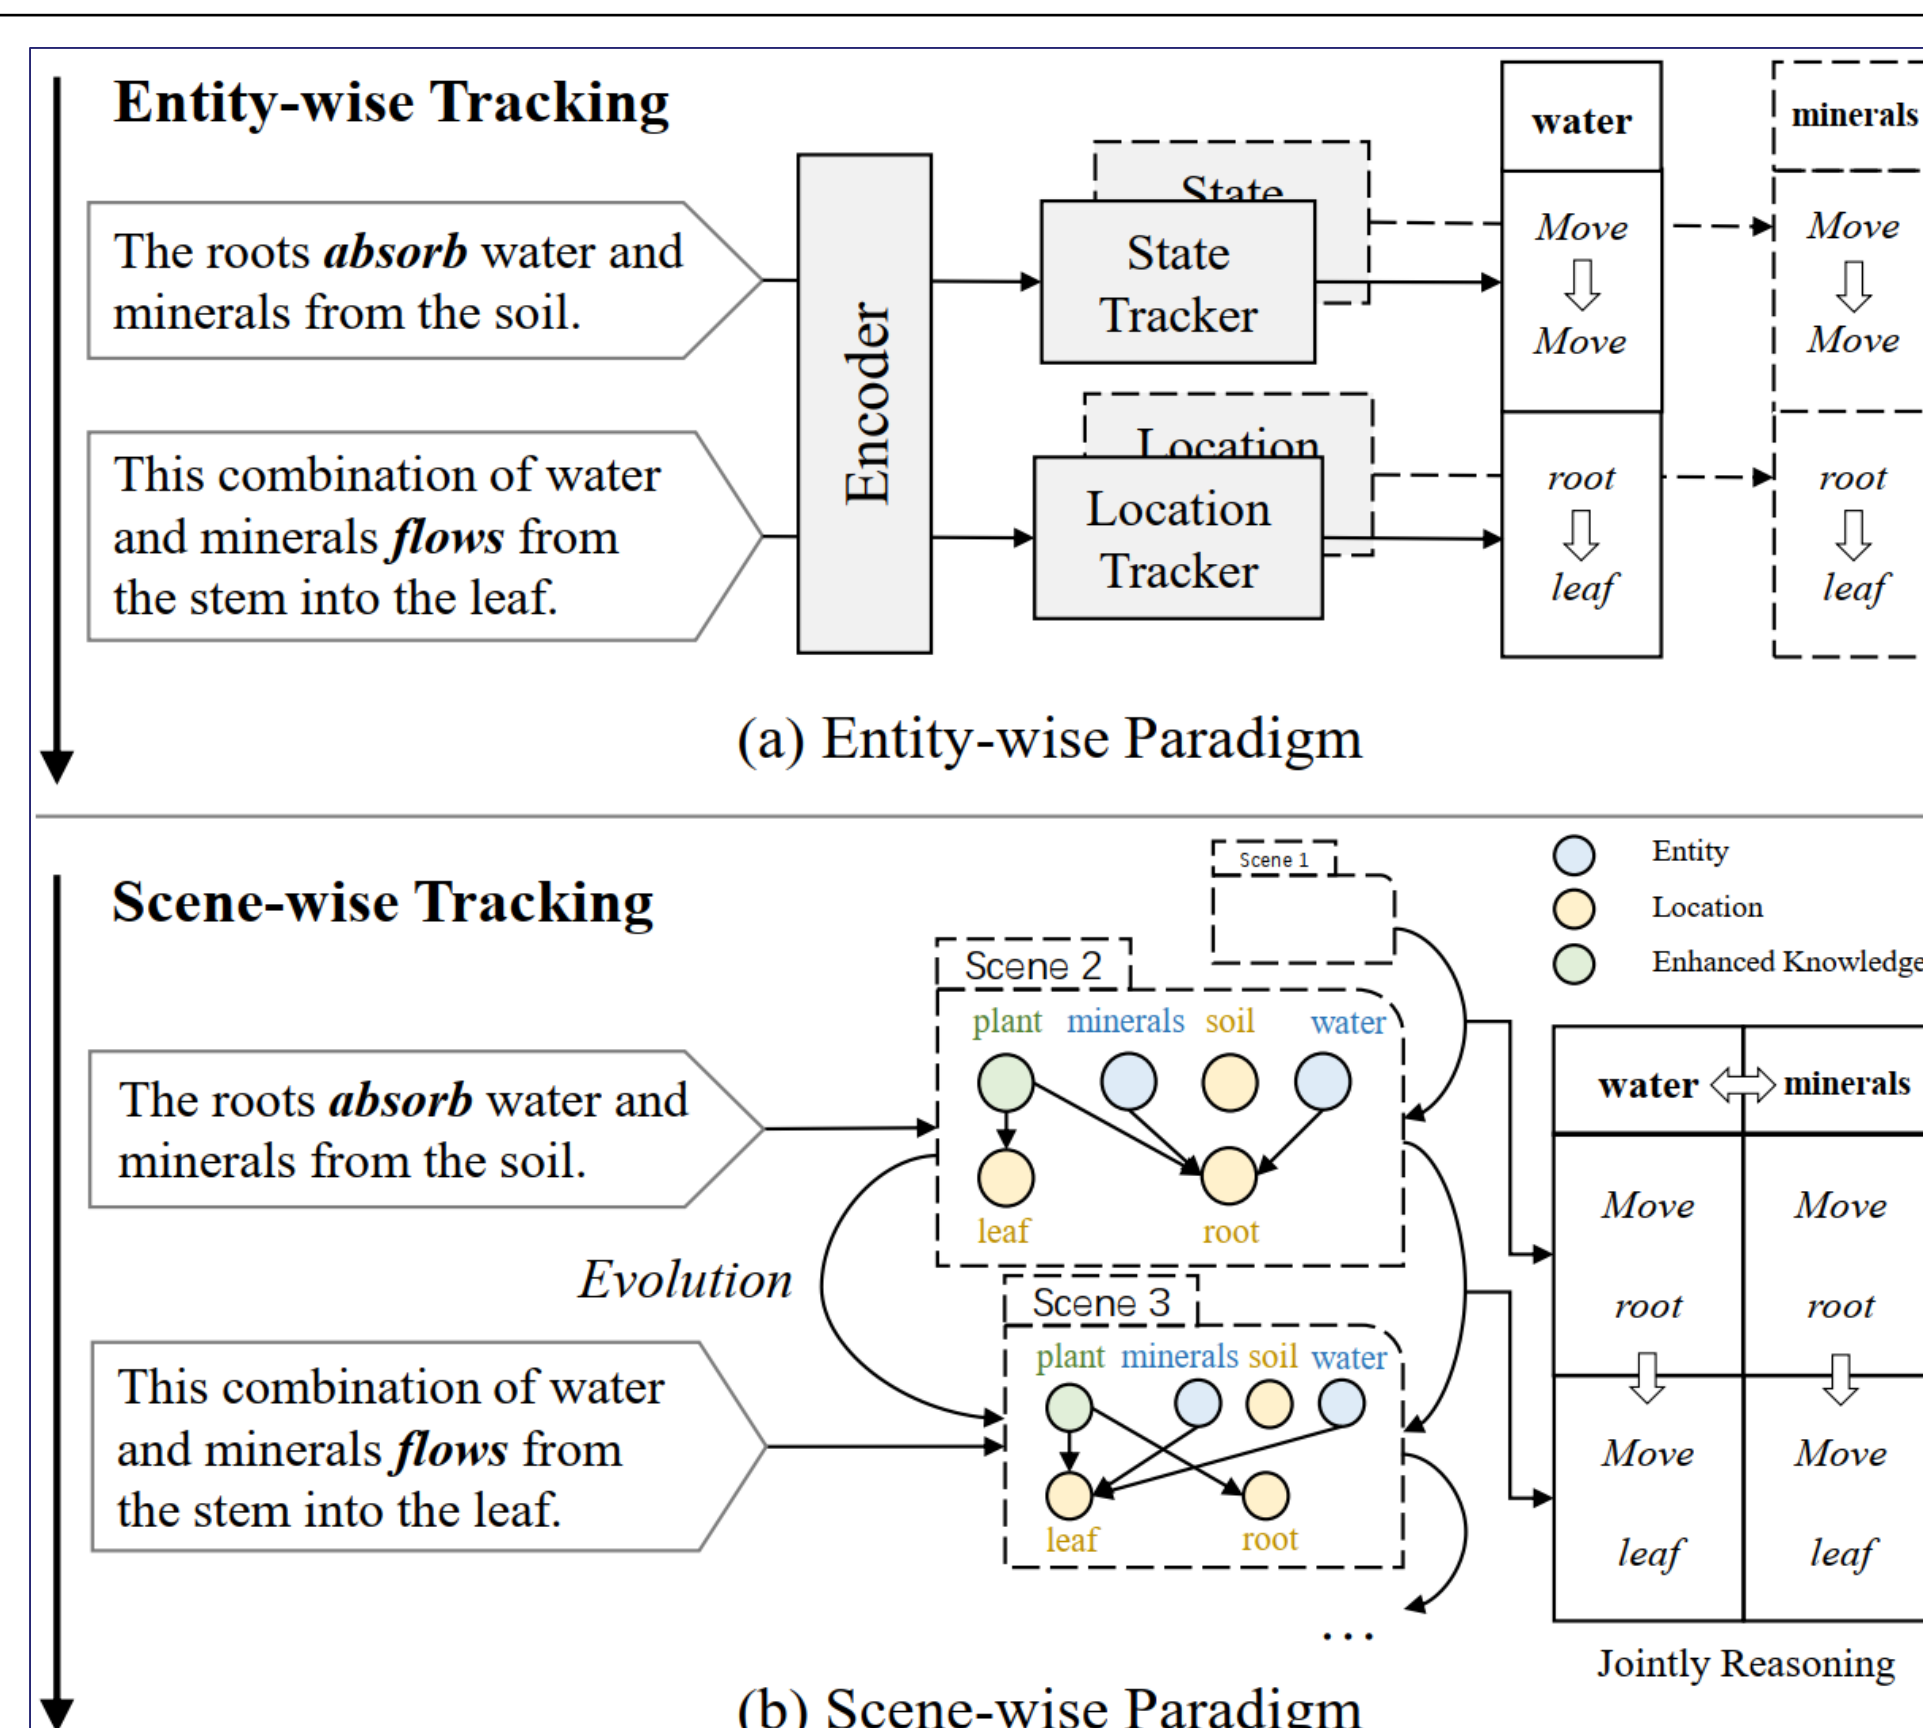 Entity-wise Tracking
The roots absorb water and
minerals from the soil.
This combination of water
and minerals flows from
the stem into the leaf.
Encoder
State
State
Tracker
Location
Location
Tracker
water
Move
Move
root
leaf
minerals
Move
Move
root
leaf
(a) Entity-wise Paradigm
Scene-wise Tracking
The roots absorb water and
minerals from the soil.
Evolution
This combination of water
and minerals flows from
the stem into the leaf.
Scene 1
Scene 2
plant minerals soil water
leaf root
Scene 3
plant minerals soil water
leaf root
...
Entity
Location
Enhanced Knowledge
water minerals
Move Move
root root
Move Move
leaf leaf
Jointly Reasoning
(b) Scene-wise Paradigm